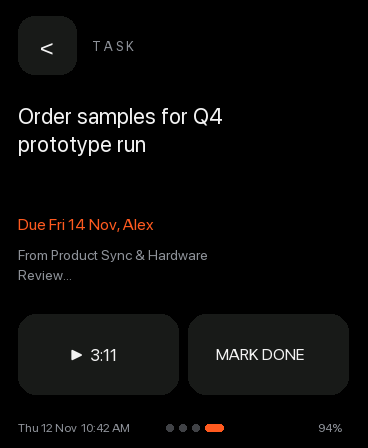 <
TASK
Order samples for Q4
prototype run
Due Fri 14 Nov, Alex
From Product Sync & Hardware
Review...
▶ 3:11
MARK DONE
Thu 12 Nov 10:42 AM
94%